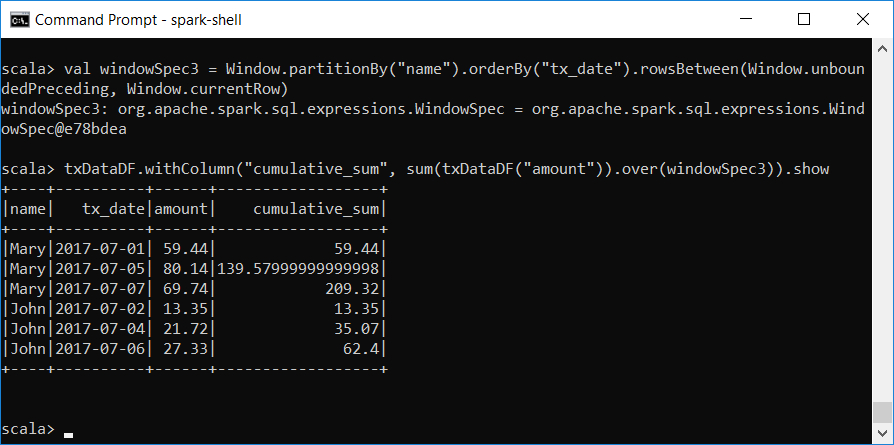 Command Prompt - spark-shell
scala> val windowSpec3 = Window.partitionBy("name").orderBy("tx_date").rowsBetween(Window.unboun
dedPreceding, Window.currentRow)
windowSpec3: org.apache.spark.sql.expressions.WindowSpec = org.apache.spark.sql.expressions.Wind
owSpec@e78bdea
scala> txDataDF.withColumn("cumulative_sum", sum(txDataDF("amount")).over(windowSpec3)).show
+----+----------+------+------------------+
|name|   tx_date|amount|    cumulative_sum|
+----+----------+------+------------------+
|Mary|2017-07-01| 59.44|             59.44|
|Mary|2017-07-05| 80.14|139.57999999999998|
|Mary|2017-07-07| 69.74|            209.32|
|John|2017-07-02| 13.35|             13.35|
|John|2017-07-04| 21.72|             35.07|
|John|2017-07-06| 27.33|              62.4|
+----+----------+------+------------------+
scala>